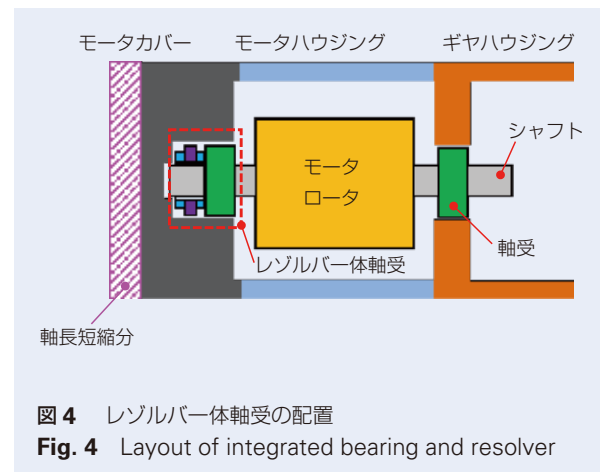 モータカバー モータハウジング ギヤハウジング
シャフト
モータ
ロータ
軸受
レゾルバ一体軸受
軸長短縮分
図 4 レゾルバ一体軸受の配置
Fig. 4 Layout of integrated bearing and resolver